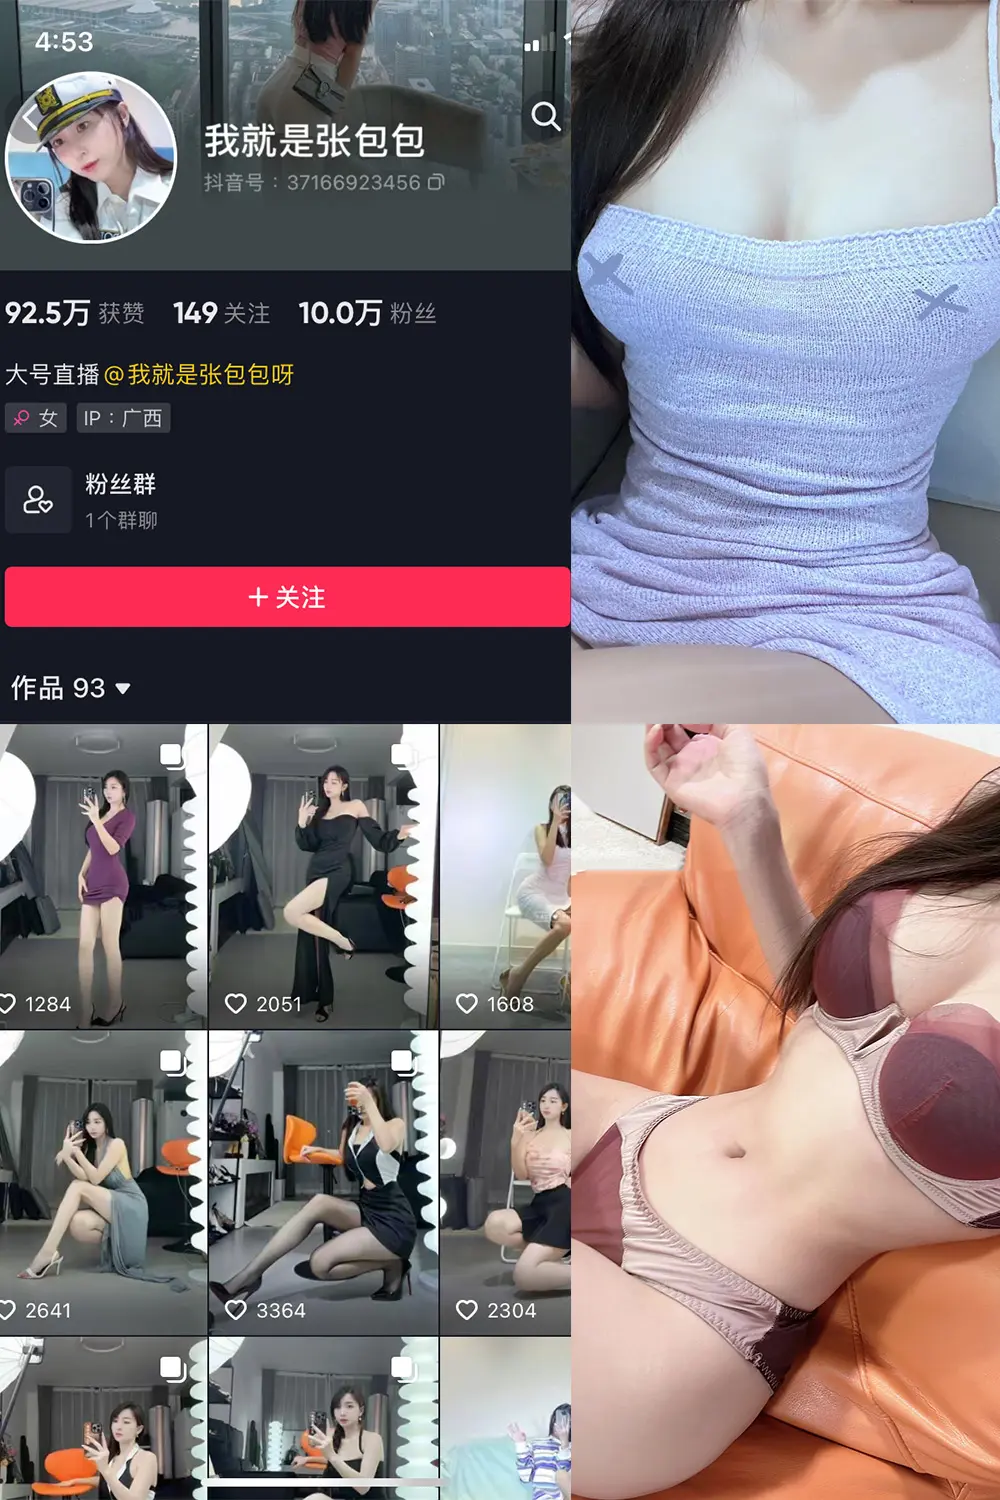 4:53
我就是张包包
抖音号：37166923456
92.5万 获赞 149 关注 10.0万 粉丝
大号直播@我就是张包包呀
女 IP：广西
粉丝群
1个群聊
+ 关注
作品 93
1284 2051 1608
2641 3364 2304